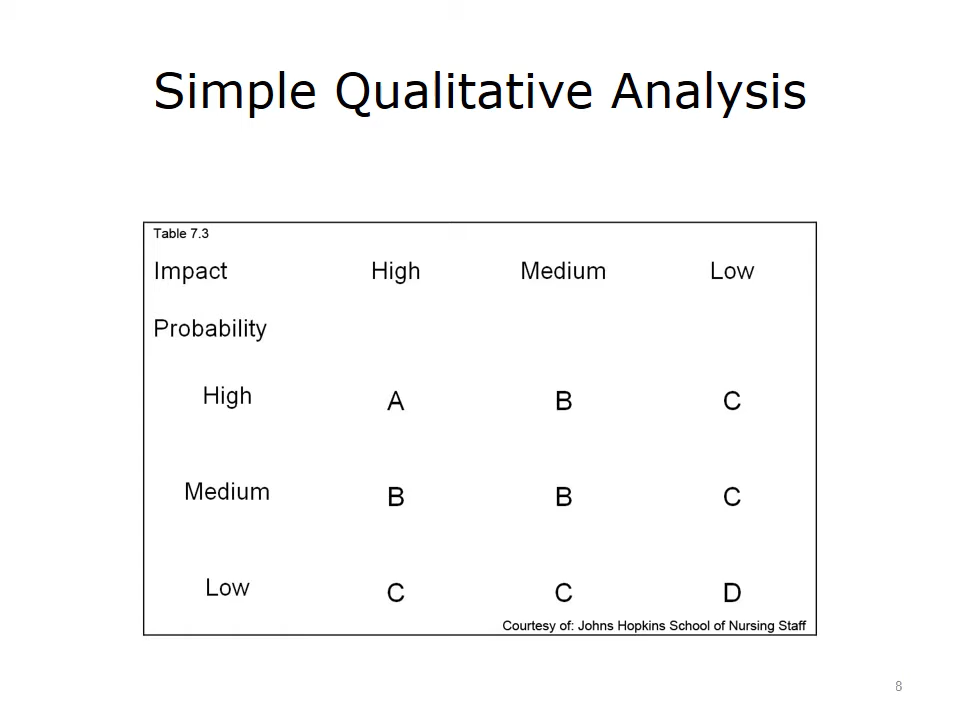 Simple Qualitative Analysis
Table 7.3
Impact High Medium Low
Probability
High A B C
Medium B B C
Low C C D
Courtesy of: Johns Hopkins School of Nursing Staff
8